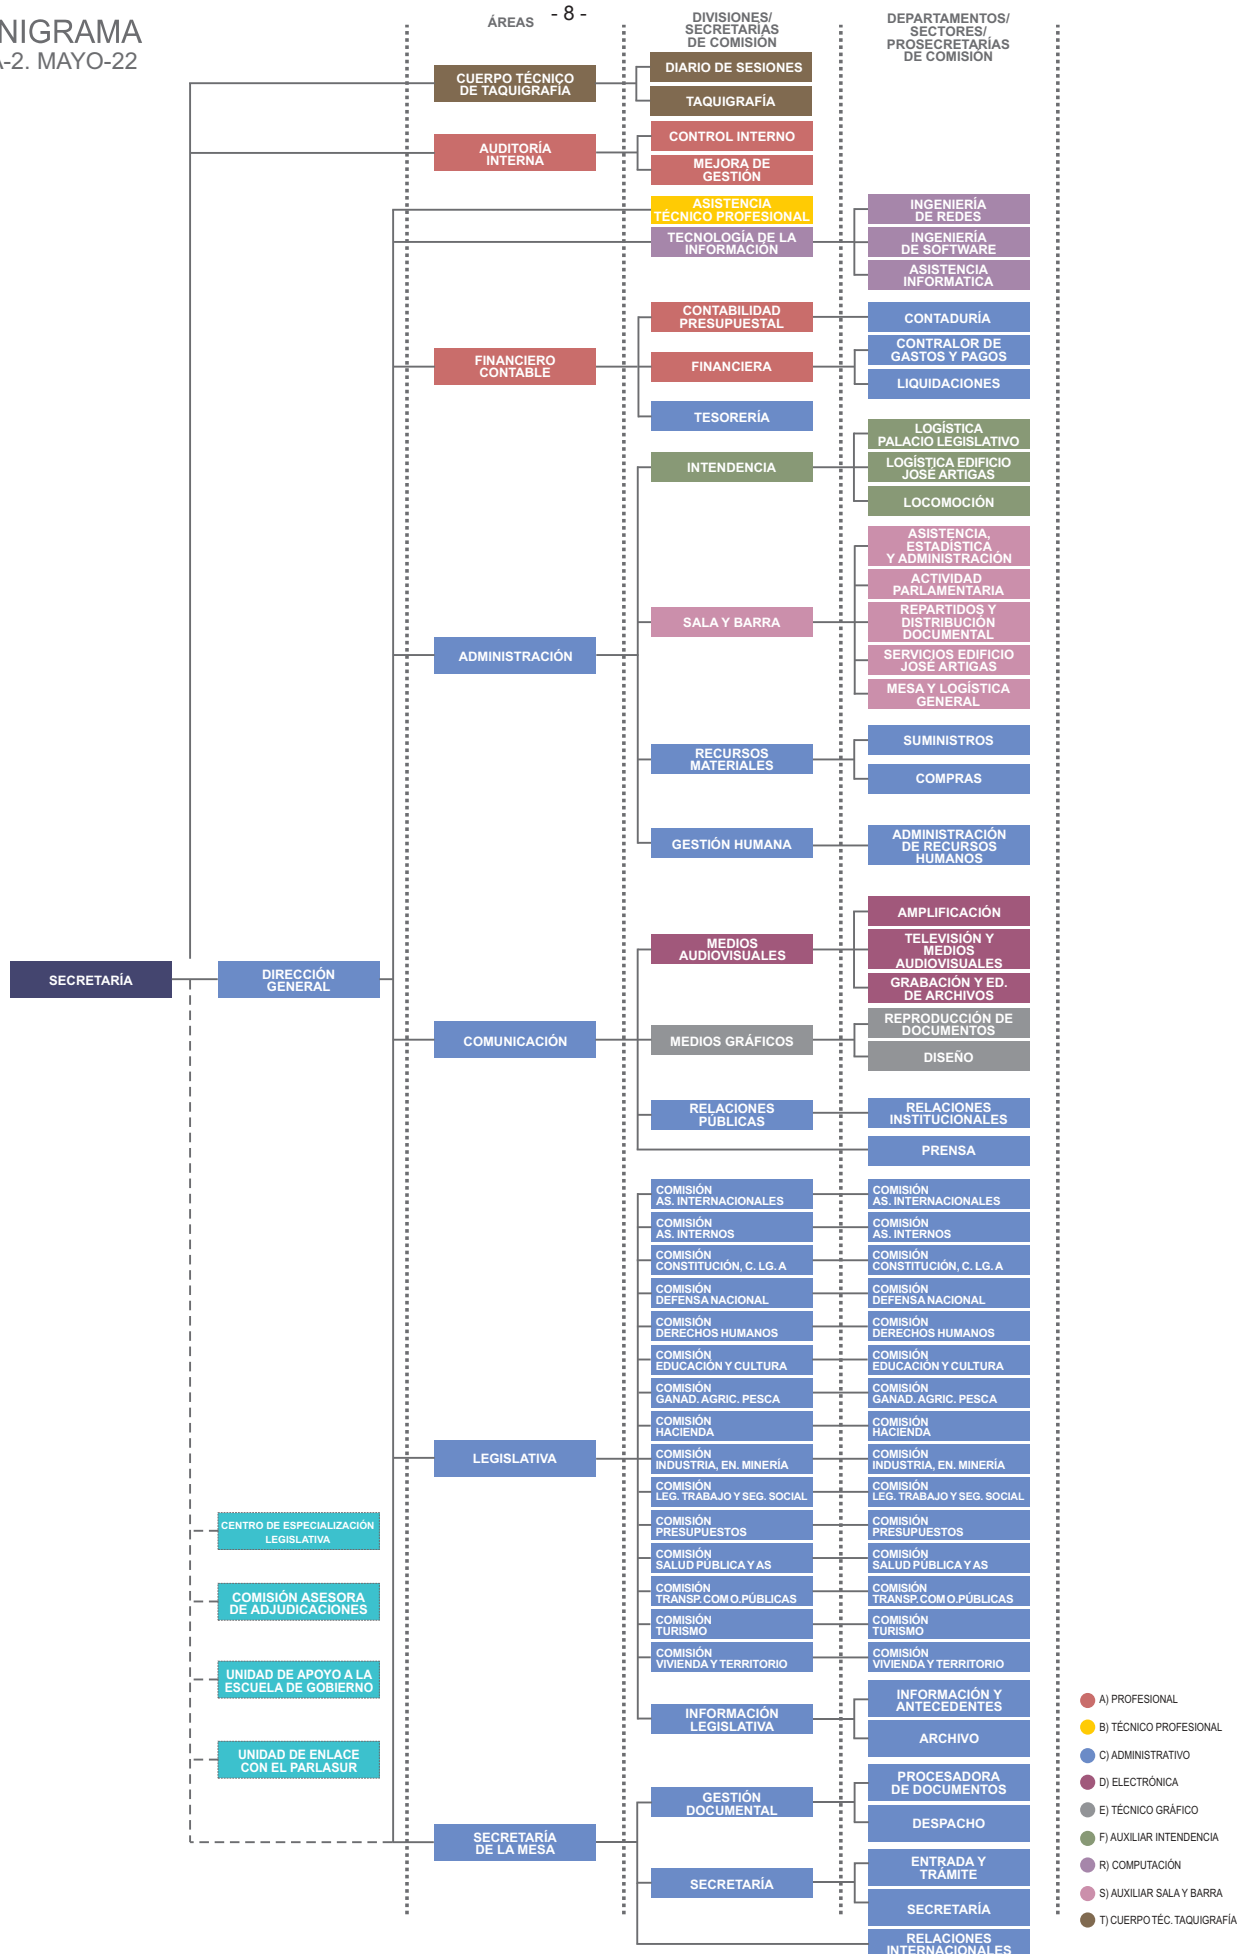 NIGRAMA
A-2. MAYO-22
- 8 -
ÁREAS
DIVISIONES/
SECRETARÍAS
DE COMISIÓN
DEPARTAMENTOS/
SECTORES/
PROSECRETARÍAS
DE COMISIÓN
CUERPO TÉCNICO
DE TAQUIGRAFÍA
DIARIO DE SESIONES
TAQUIGRAFÍA
AUDITORÍA
INTERNA
CONTROL INTERNO
MEJORA DE
GESTIÓN
ASISTENCIA
TÉCNICO PROFESIONAL
TECNOLOGÍA DE LA
INFORMACIÓN
INGENIERÍA
DE REDES
INGENIERÍA
DE SOFTWARE
ASISTENCIA
INFORMATICA
FINANCIERO
CONTABLE
CONTABILIDAD
PRESUPUESTAL
CONTADURÍA
FINANCIERA
CONTRALOR DE
GASTOS Y PAGOS
LIQUIDACIONES
TESORERÍA
ADMINISTRACIÓN
INTENDENCIA
LOGÍSTICA
PALACIO LEGISLATIVO
LOGÍSTICA EDIFICIO
JOSÉ ARTIGAS
LOCOMOCIÓN
SALA Y BARRA
ASISTENCIA,
ESTADÍSTICA
Y ADMINISTRACIÓN
ACTIVIDAD
PARLAMENTARIA
REPARTIDOS Y
DISTRIBUCIÓN
DOCUMENTAL
SERVICIOS EDIFICIO
JOSÉ ARTIGAS
MESA Y LOGÍSTICA
GENERAL
RECURSOS
MATERIALES
SUMINISTROS
COMPRAS
GESTIÓN HUMANA
ADMINISTRACIÓN
DE RECURSOS
HUMANOS
SECRETARÍA
DIRECCIÓN
GENERAL
COMUNICACIÓN
MEDIOS
AUDIOVISUALES
AMPLIFICACIÓN
TELEVISIÓN Y
MEDIOS
AUDIOVISUALES
GRABACIÓN Y ED.
DE ARCHIVOS
MEDIOS GRÁFICOS
REPRODUCCIÓN DE
DOCUMENTOS
DISEÑO
RELACIONES
PÚBLICAS
RELACIONES
INSTITUCIONALES
PRENSA
LEGISLATIVA
COMISIÓN
AS. INTERNACIONALES
COMISIÓN
AS. INTERNACIONALES
COMISIÓN
AS. INTERNOS
COMISIÓN
AS. INTERNOS
COMISIÓN
CONSTITUCIÓN, C. LG. A
COMISIÓN
CONSTITUCIÓN, C. LG. A
COMISIÓN
DEFENSA NACIONAL
COMISIÓN
DEFENSA NACIONAL
COMISIÓN
DERECHOS HUMANOS
COMISIÓN
DERECHOS HUMANOS
COMISIÓN
EDUCACIÓN Y CULTURA
COMISIÓN
EDUCACIÓN Y CULTURA
COMISIÓN
GANAD. AGRIC. PESCA
COMISIÓN
GANAD. AGRIC. PESCA
COMISIÓN
HACIENDA
COMISIÓN
HACIENDA
COMISIÓN
INDUSTRIA, EN. MINERÍA
COMISIÓN
INDUSTRIA, EN. MINERÍA
COMISIÓN
LEG. TRABAJO Y SEG. SOCIAL
COMISIÓN
LEG. TRABAJO Y SEG. SOCIAL
COMISIÓN
PRESUPUESTOS
COMISIÓN
PRESUPUESTOS
COMISIÓN
SALUD PÚBLICA Y AS
COMISIÓN
SALUD PÚBLICA Y AS
COMISIÓN
TRANSP. COM O.PÚBLICAS
COMISIÓN
TRANSP. COM O.PÚBLICAS
COMISIÓN
TURISMO
COMISIÓN
TURISMO
COMISIÓN
VIVIENDA Y TERRITORIO
COMISIÓN
VIVIENDA Y TERRITORIO
INFORMACIÓN
LEGISLATIVA
INFORMACIÓN Y
ANTECEDENTES
ARCHIVO
CENTRO DE ESPECIALIZACIÓN
LEGISLATIVA
COMISIÓN ASESORA
DE ADJUDICACIONES
UNIDAD DE APOYO A LA
ESCUELA DE GOBIERNO
UNIDAD DE ENLACE
CON EL PARLASUR
SECRETARÍA
DE LA MESA
GESTIÓN
DOCUMENTAL
PROCESADORA
DE DOCUMENTOS
DESPACHO
SECRETARÍA
ENTRADA Y
TRÁMITE
SECRETARÍA
RELACIONES
INTERNACIONALES
A) PROFESIONAL
B) TÉCNICO PROFESIONAL
C) ADMINISTRATIVO
D) ELECTRÓNICA
E) TÉCNICO GRÁFICO
F) AUXILIAR INTENDENCIA
R) COMPUTACIÓN
S) AUXILIAR SALA Y BARRA
T) CUERPO TÉC. TAQUIGRAFÍA